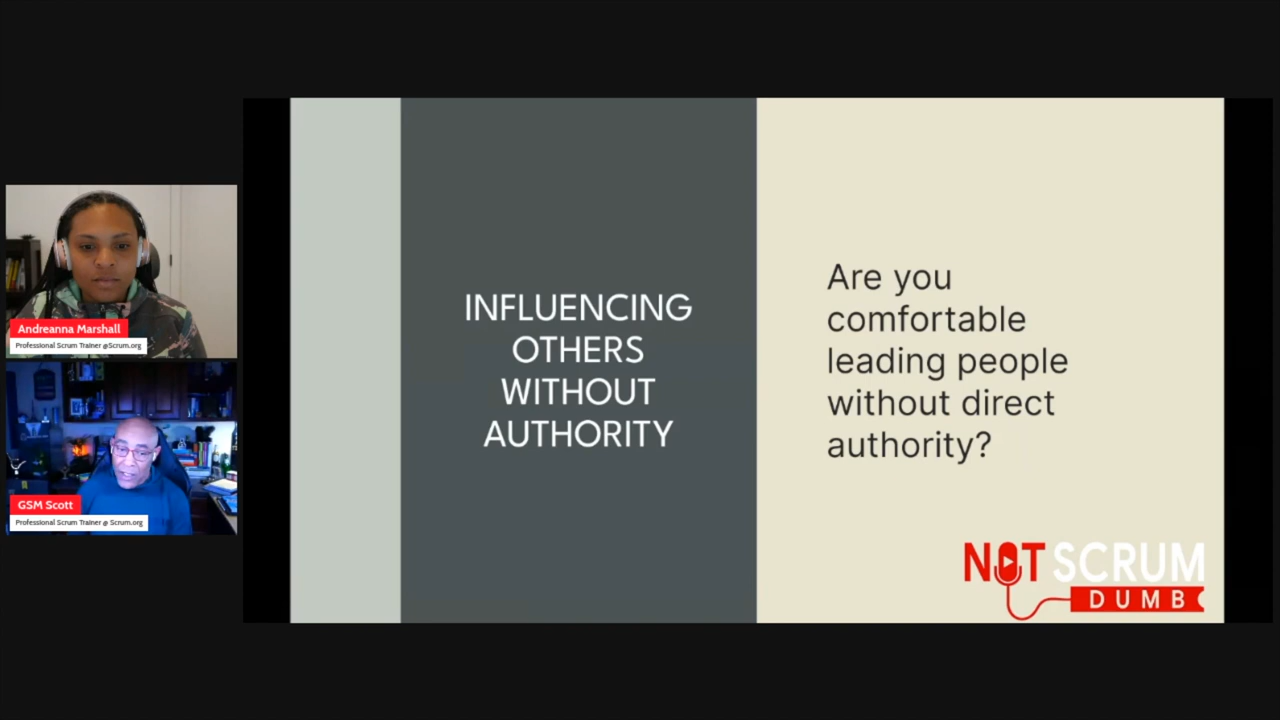 Andreanna Marshall
Professional Scrum Trainer @Scrum.org
GSM Scott
Professional Scrum Trainer @ Scrum.org
INFLUENCING
OTHERS
WITHOUT
AUTHORITY
Are you
comfortable
leading people
without direct
authority?
NOT SCRUM
DUMB